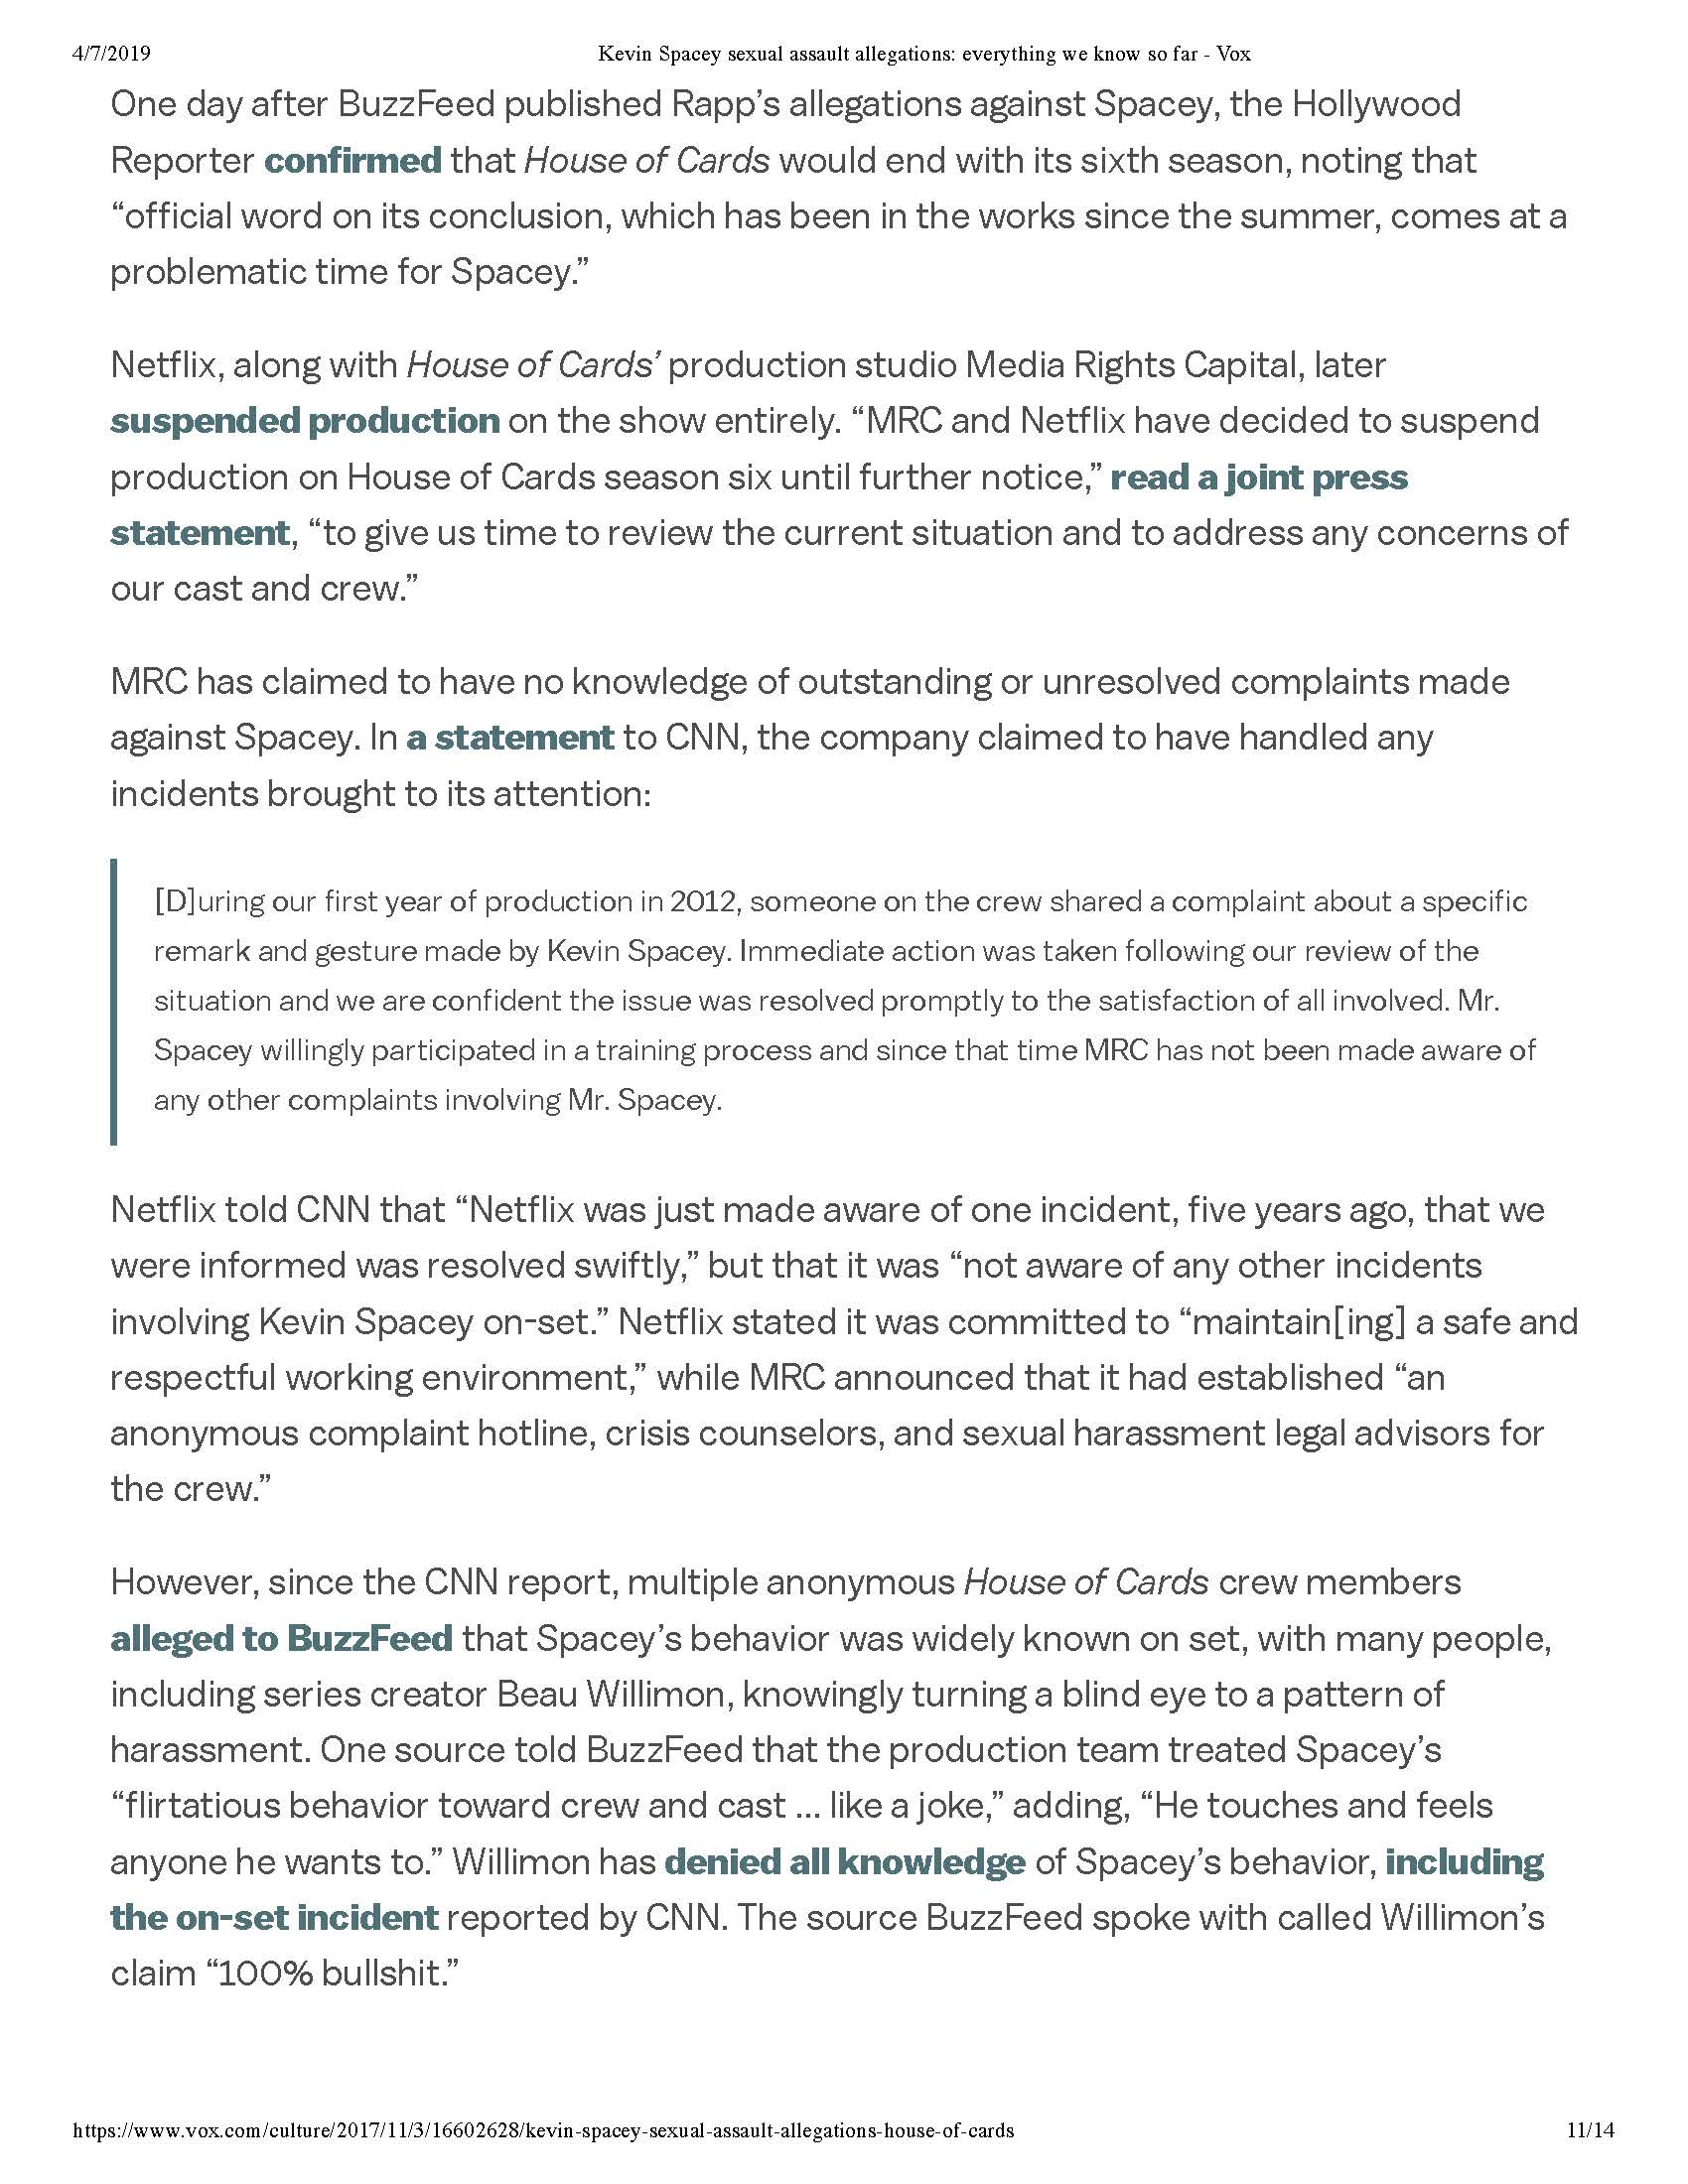 4/7/2019 Kevin Spacey sexual assault allegations: everything we know so far - Vox
One day after BuzzFeed published Rapp’s allegations against Spacey, the Hollywood
Reporter confirmed that House of Cards would end with its sixth season, noting that
“official word on its conclusion, which has been in the works since the summer, comes at a
problematic time for Spacey.”
Netflix, along with House of Cards’ production studio Media Rights Capital, later
suspended production on the show entirely. “MRC and Netflix have decided to suspend
production on House of Cards season six until further notice,” read a joint press
statement, “to give us time to review the current situation and to address any concerns of
our cast and crew.”
MRC has claimed to have no knowledge of outstanding or unresolved complaints made
against Spacey. In a statement to CNN, the company claimed to have handled any
incidents brought to its attention:
[D]uring our first year of production in 2012, someone on the crew shared a complaint about a specific
remark and gesture made by Kevin Spacey. Immediate action was taken following our review of the
situation and we are confident the issue was resolved promptly to the satisfaction of all involved. Mr.
Spacey willingly participated in a training process and since that time MRC has not been made aware of
any other complaints involving Mr. Spacey.
Netflix told CNN that “Netflix was just made aware of one incident, five years ago, that we
were informed was resolved swiftly,” but that it was “not aware of any other incidents
involving Kevin Spacey on-set.” Netflix stated it was committed to “maintain[ing] a safe and
respectful working environment,” while MRC announced that it had established “an
anonymous complaint hotline, crisis counselors, and sexual harassment legal advisors for
the crew.”
However, since the CNN report, multiple anonymous House of Cards crew members
alleged to BuzzFeed that Spacey’s behavior was widely known on set, with many people,
including series creator Beau Willimon, knowingly turning a blind eye to a pattern of
harassment. One source told BuzzFeed that the production team treated Spacey’s
“flirtatious behavior toward crew and cast ... like a joke,” adding, “He touches and feels
anyone he wants to.” Willimon has denied all knowledge of Spacey’s behavior, including
the on-set incident reported by CNN. The source BuzzFeed spoke with called Willimon’s
claim “100% bullshit.”
https://www.vox.com/culture/2017/11/3/16602628/kevin-spacey-sexual-assault-allegations-house-of-cards 11/14